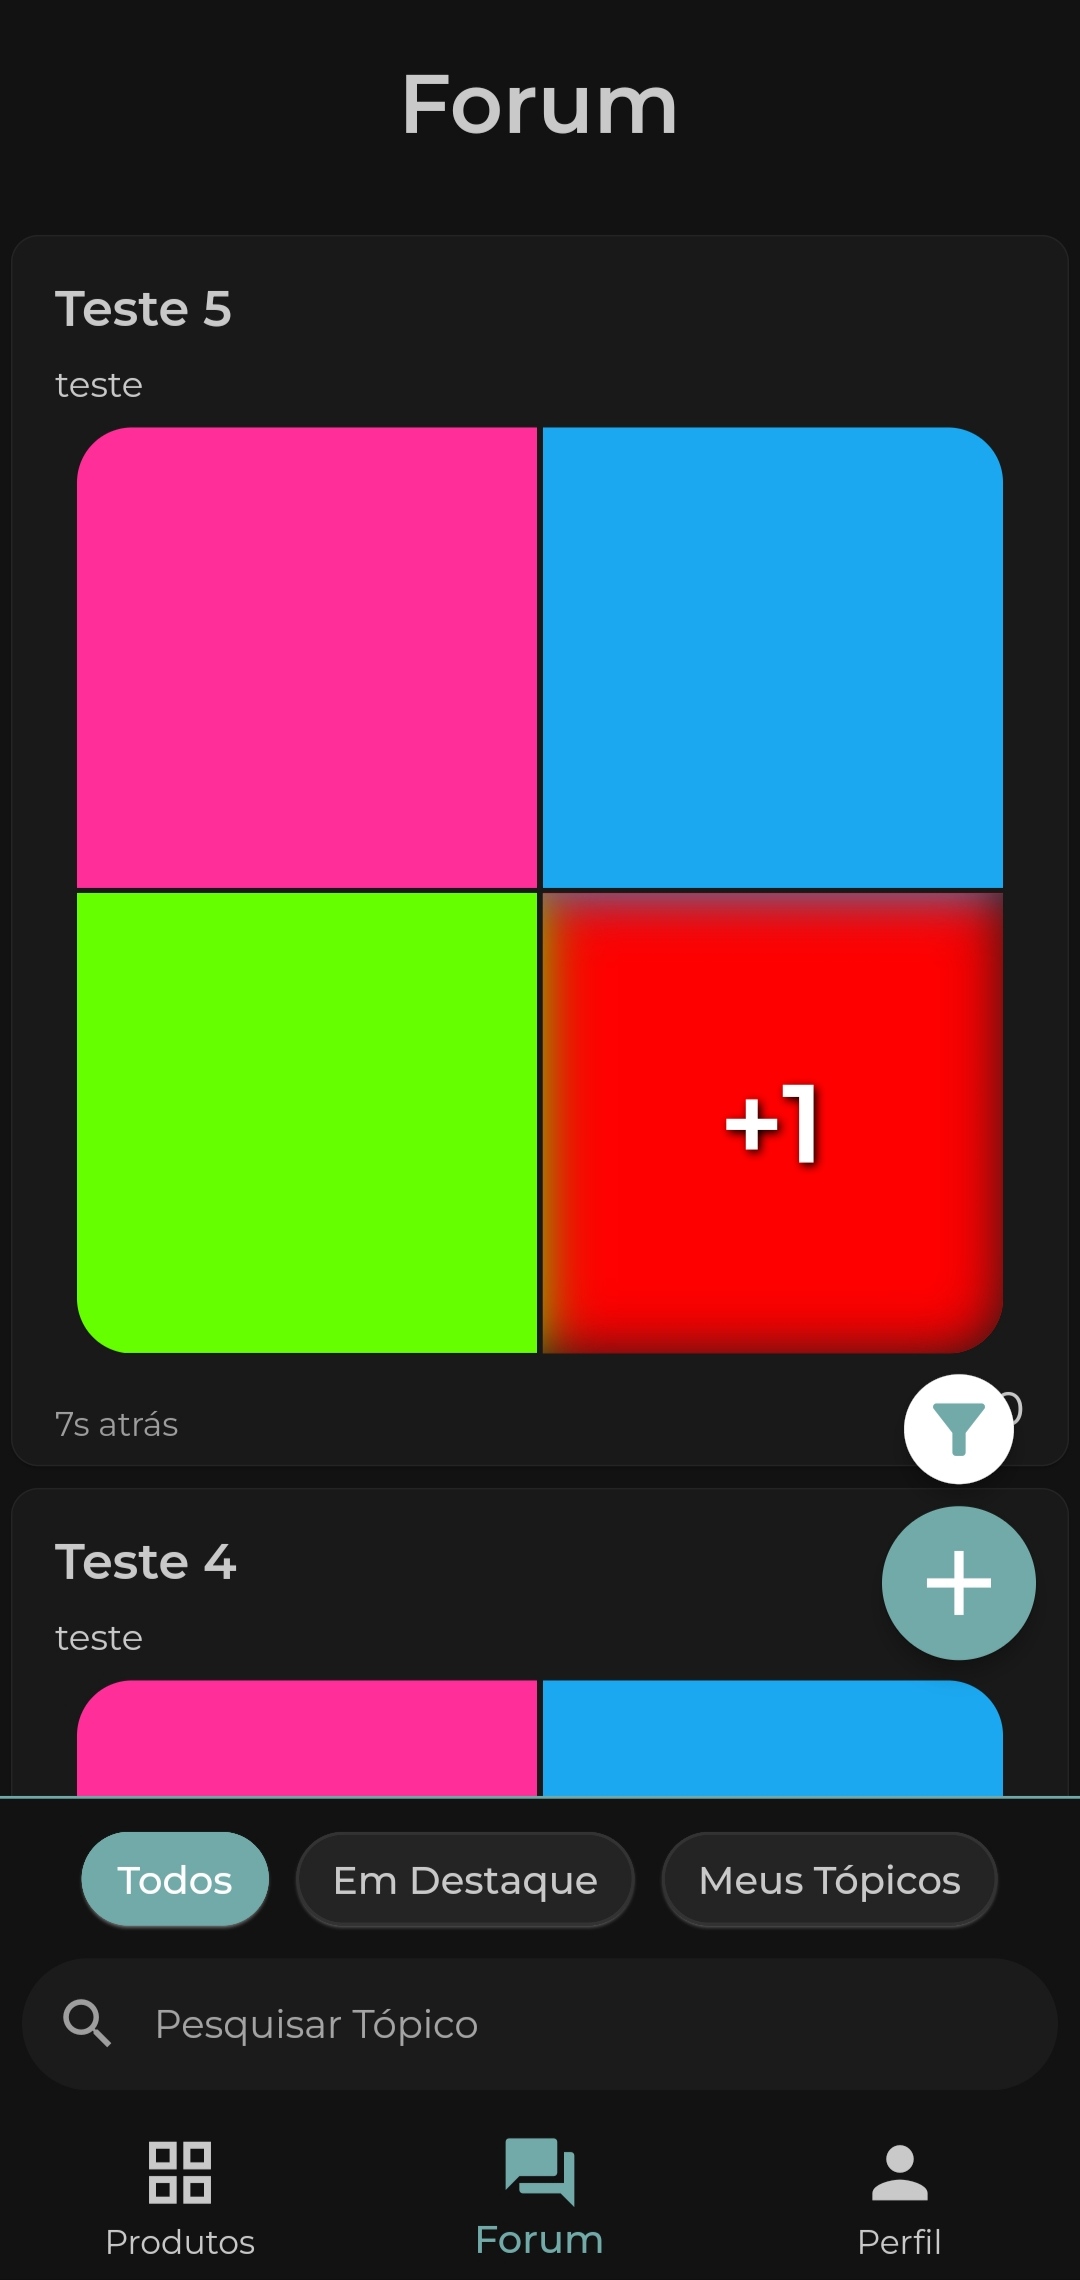 Forum
Teste 5
teste
+1
7s atrás
0
Teste 4
teste
Todos
Em Destaque
Meus Tópicos
Pesquisar Tópico
Produtos
Forum
Perfil